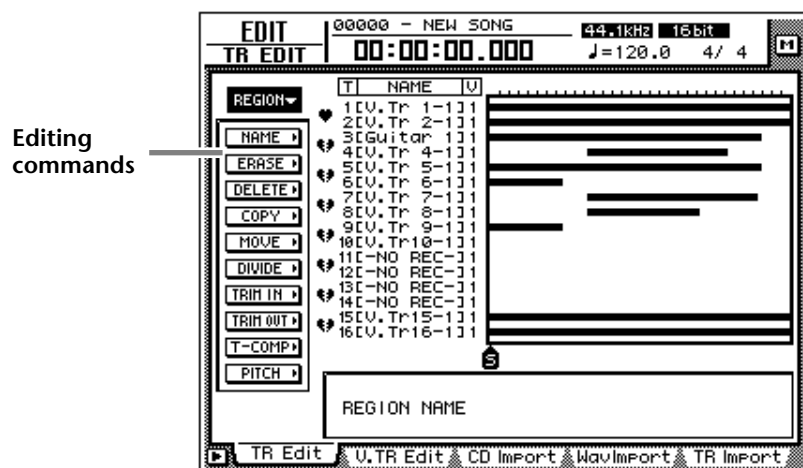 EDIT
TR EDIT
00000 - NEW SONG
00:00:00.000
44.1kHz 16bit
♩=120.0 4/ 4
M
REGION
T NAME V
Editing commands
NAME
ERASE
DELETE
COPY
MOVE
DIVIDE
TRIM IN
TRIM OUT
T-COMP
PITCH
1[V.Tr 1-1]1
2[V.Tr 2-1]1
3[Guitar 1]1
4[V.Tr 4-1]1
5[V.Tr 5-1]1
6[V.Tr 6-1]1
7[V.Tr 7-1]1
8[V.Tr 8-1]1
9[V.Tr 9-1]1
10[V.Tr10-1]1
11[-NO REC-]1
12[-NO REC-]1
13[-NO REC-]1
14[-NO REC-]1
15[V.Tr15-1]1
16[V.Tr16-1]1
S
REGION NAME
TR Edit V.TR Edit CD Import WavImport TR Import